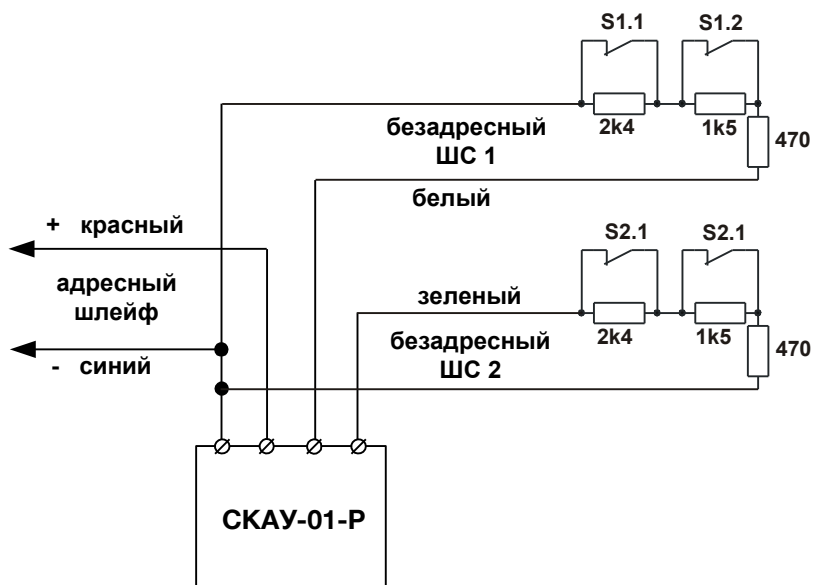 S1.1
S1.2
2k4
1k5
470
безадресный
ШС 1
белый
+ красный
адресный
шлейф
- синий
S2.1
S2.1
зеленый
2k4
1k5
470
безадресный
ШС 2
СКАУ-01-Р